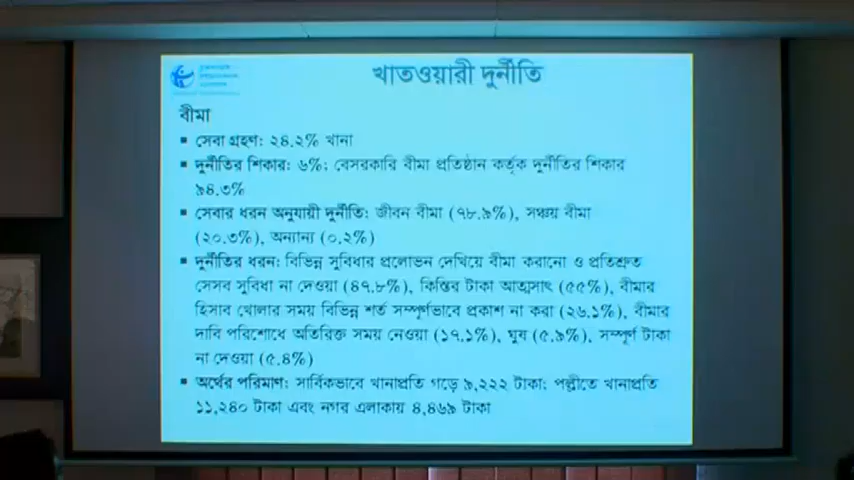 খাতওয়ারী দুর্নীতি
বীমা
▪ সেবা গ্রহণ: ২৪.২% খানা
▪ দুর্নীতির শিকার: ৬%; বেসরকারি বীমা প্রতিষ্ঠান কর্তৃক দুর্নীতির শিকার
৯৪.৩%
▪ সেবার ধরন অনুযায়ী দুর্নীতি: জীবন বীমা (৭৮.৯%), সঞ্চয় বীমা
(২০.৩%), অন্যান্য (০.২%)
▪ দুর্নীতির ধরন: বিভিন্ন সুবিধার প্রলোভন দেখিয়ে বীমা করানো ও প্রতিশ্রুত
সেসব সুবিধা না দেওয়া (৪৭.৮%), কিস্তির টাকা আত্মসাৎ (৫৫%), বীমার
হিসাব খোলার সময় বিভিন্ন শর্ত সম্পূর্ণভাবে প্রকাশ না করা (২৬.১%), বীমার
দাবি পরিশোধে অতিরিক্ত সময় নেওয়া (১৭.১%), ঘুষ (৫.৯%), সম্পূর্ণ টাকা
না দেওয়া (৫.৪%)
▪ অর্থের পরিমাণ: সার্বিকভাবে খানাপ্রতি গড়ে ৯,২২২ টাকা: পল্লীতে খানাপ্রতি
১১,২৪০ টাকা এবং নগর এলাকায় ৪,৪৬৯ টাকা